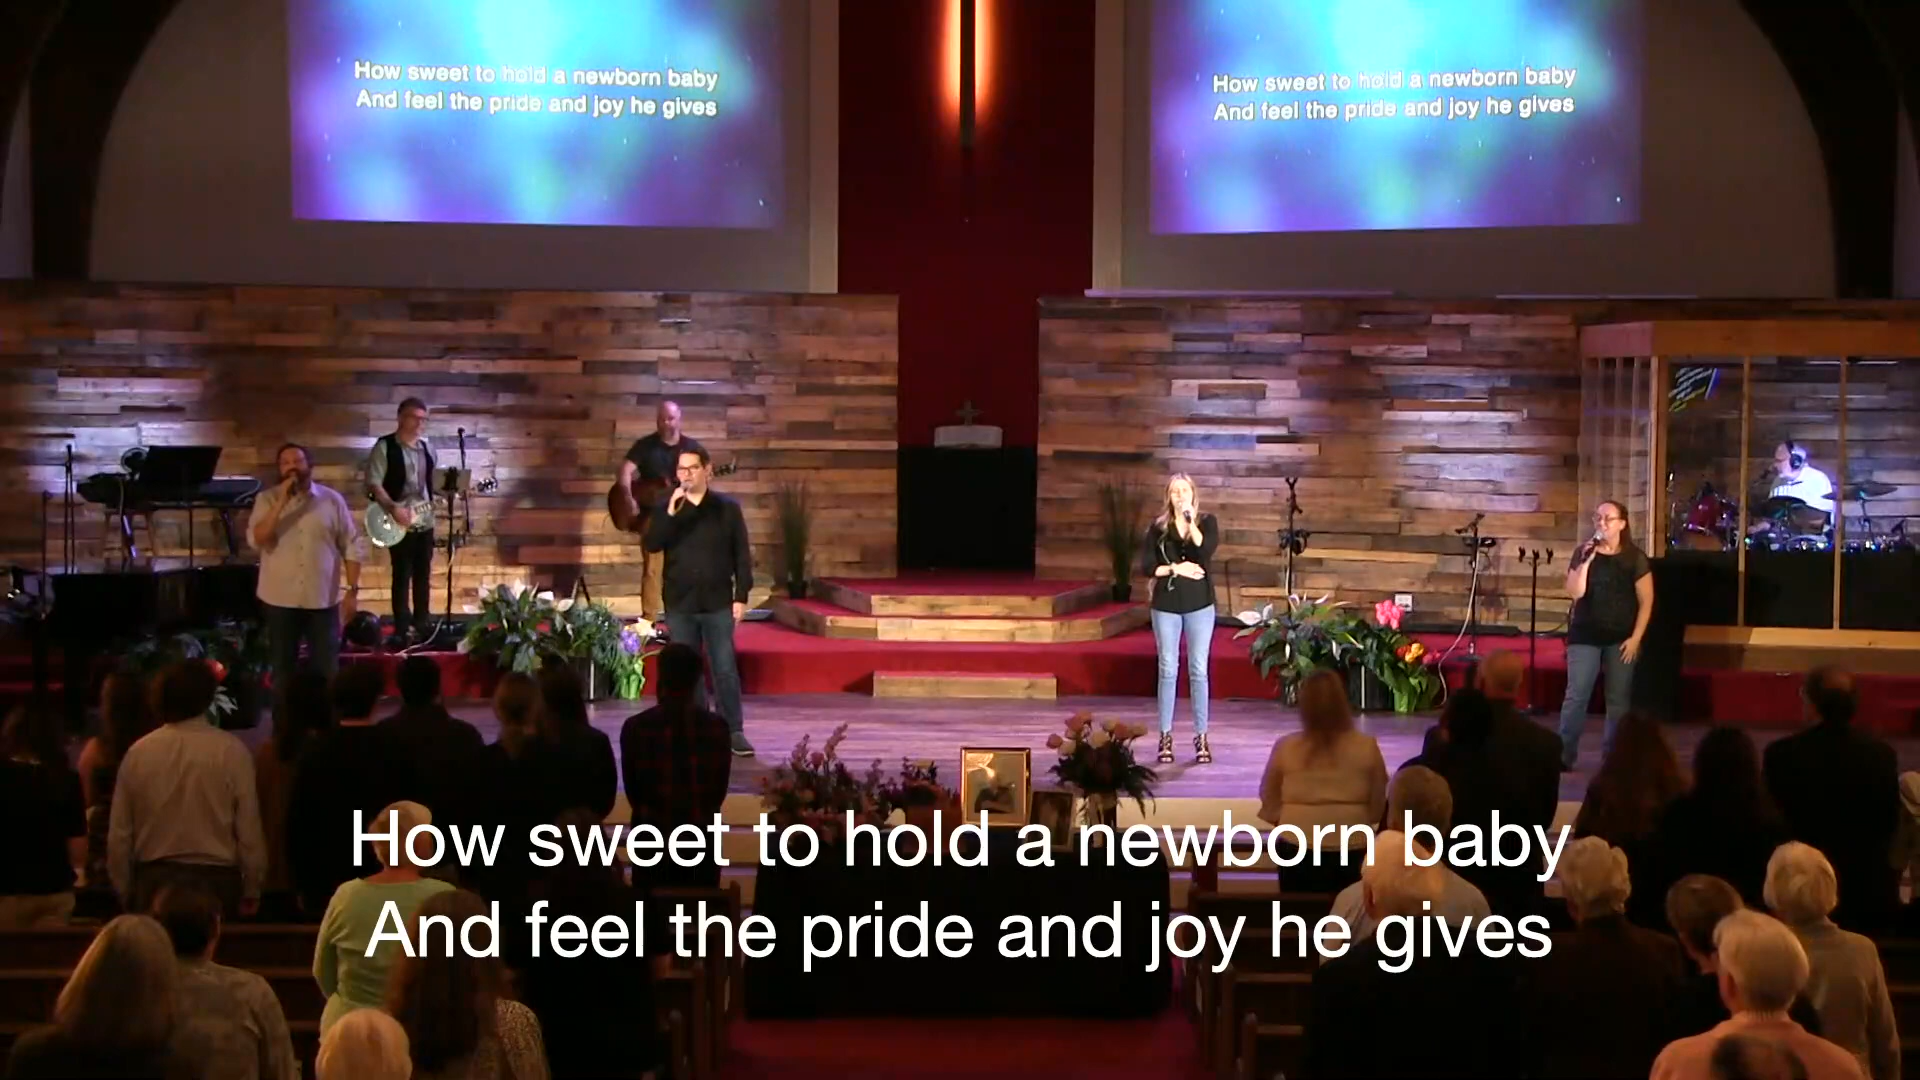 How sweet to hold a newborn baby
And feel the pride and joy he gives
How sweet to hold a newborn baby
And feel the pride and joy he gives
How sweet to hold a newborn baby
And feel the pride and joy he gives